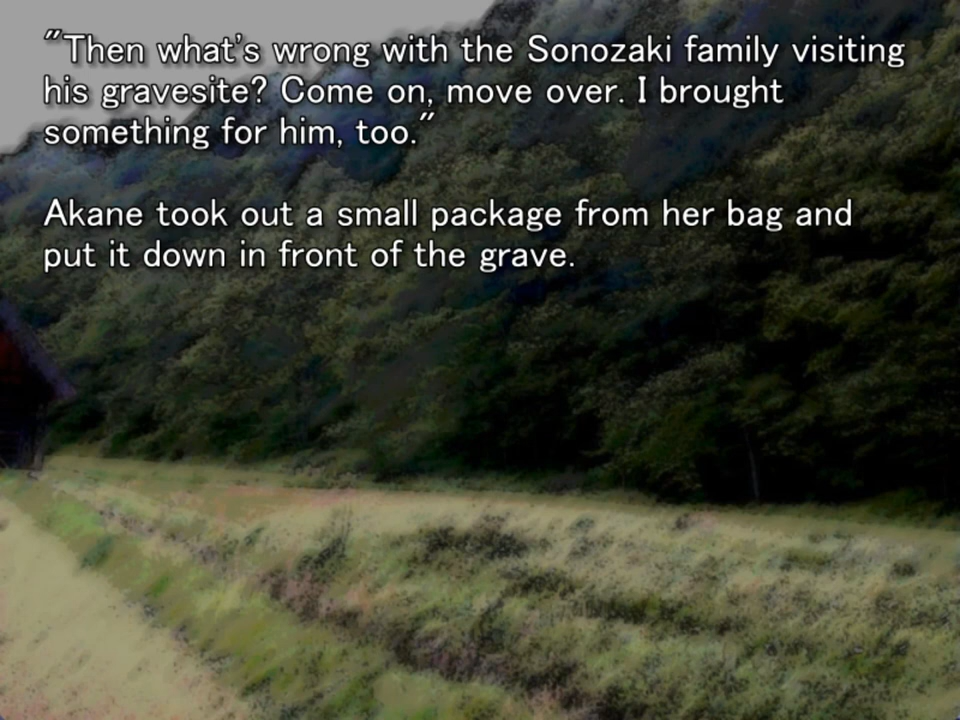 "Then what's wrong with the Sonozaki family visiting
his gravesite? Come on, move over. I brought
something for him, too."
Akane took out a small package from her bag and
put it down in front of the grave.